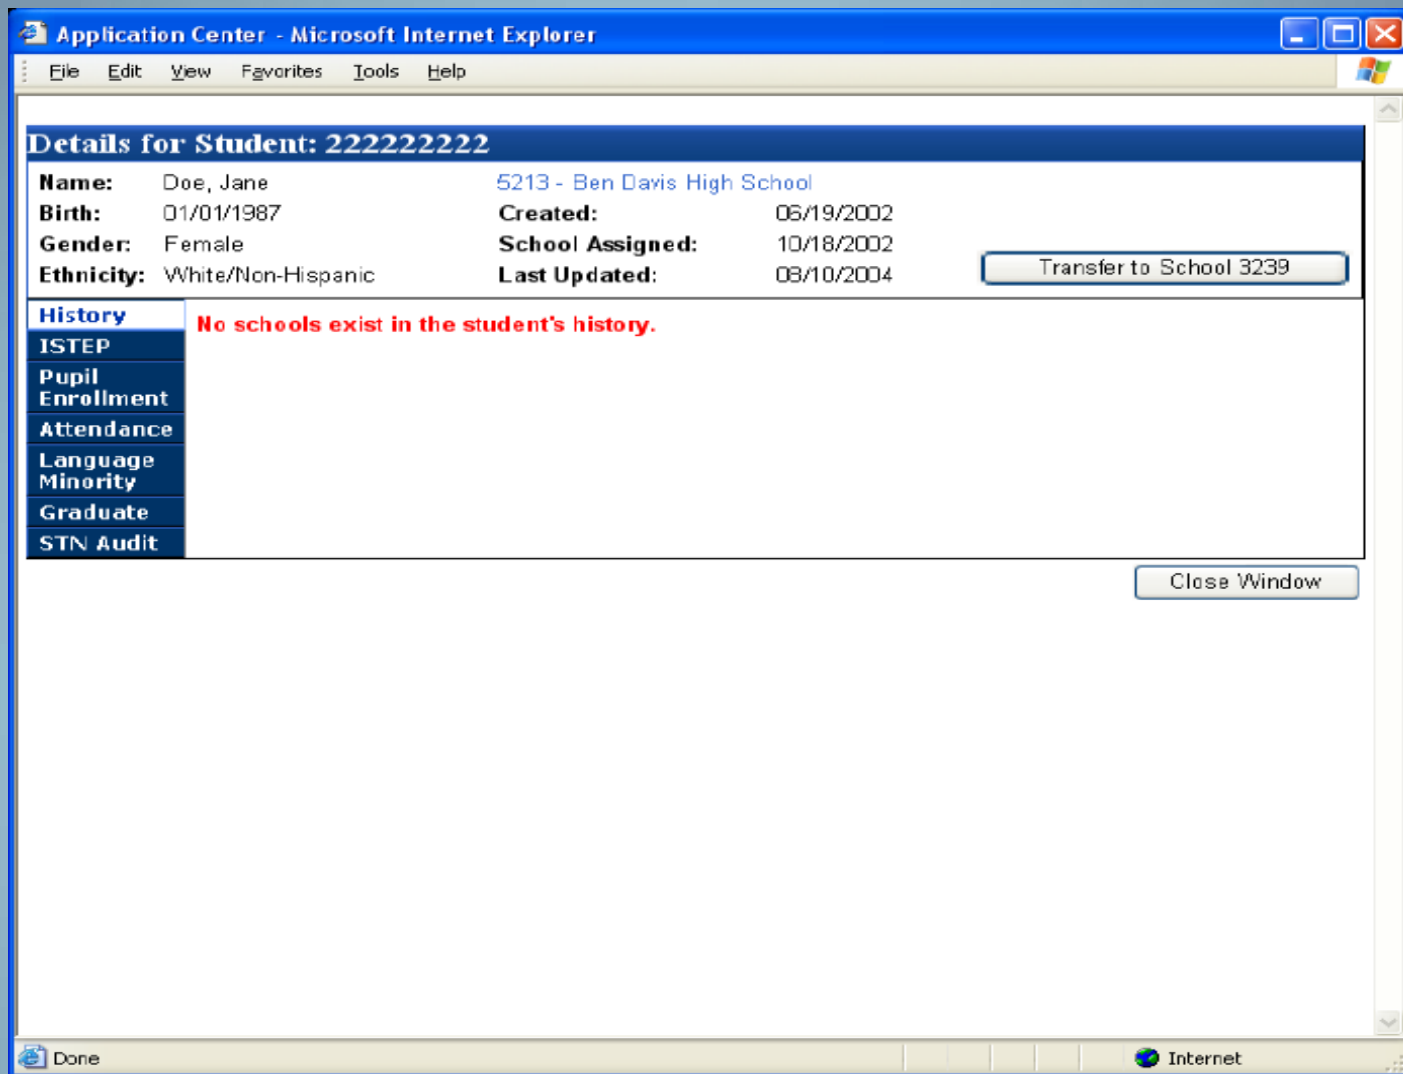 Application Center - Microsoft Internet Explorer
File Edit View Favorites Tools Help
Details for Student: 222222222
Name: Doe, Jane 5213 - Ben Davis High School
Birth: 01/01/1987 Created: 06/19/2002
Gender: Female School Assigned: 10/18/2002
Ethnicity: White/Non-Hispanic Last Updated: 08/10/2004 Transfer to School 3239
History
No schools exist in the student's history.
ISTEP
Pupil
Enrollment
Attendance
Language
Minority
Graduate
STN Audit
Close Window
Done Internet